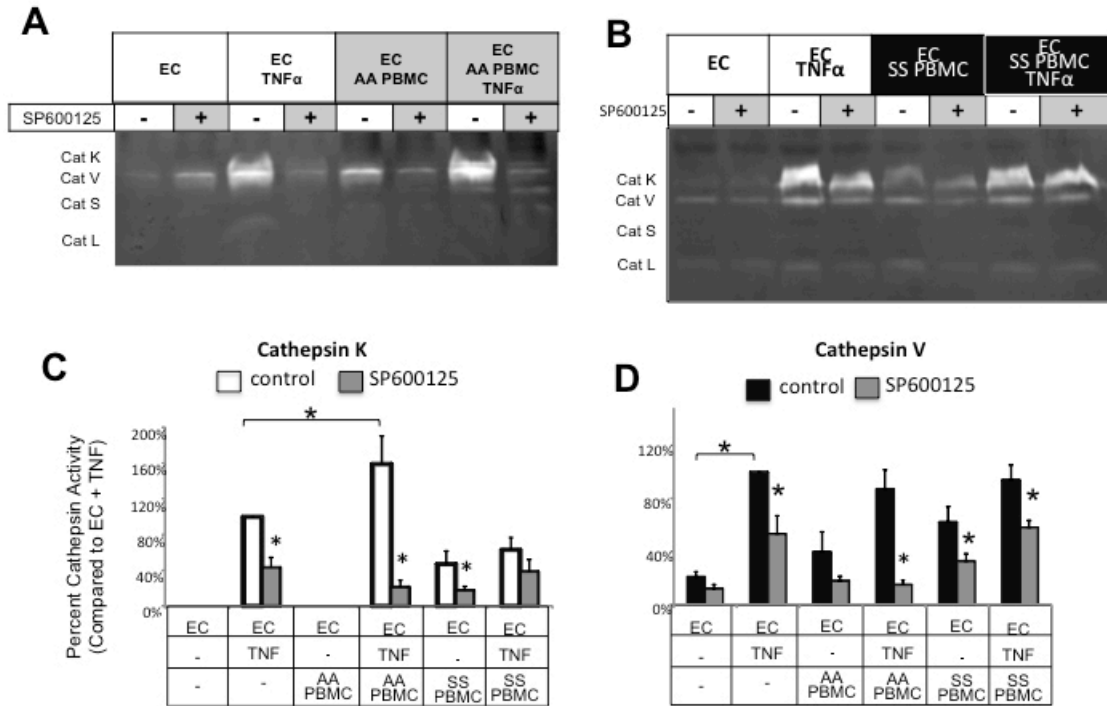 A
EC
EC
TNFα
EC
AA PBMC
EC
AA PBMC
TNFα
SP600125
- + - + - + - +
Cat K
Cat V
Cat S
Cat L
B
EC
EC
TNFα
EC
SS PBMC
EC
SS PBMC
TNFα
SP600125
- + - + - + - +
Cat K
Cat V
Cat S
Cat L
C
Cathepsin K
control SP600125
Percent Cathepsin Activity
(Compared to EC + TNF)
200%
160%
120%
80%
40%
0%
*
* * *
EC EC EC EC EC EC
- TNF - TNF - TNF
- - AA PBMC AA PBMC SS PBMC SS PBMC
D
Cathepsin V
control SP600125
120%
80%
40%
0%
*
* * * *
EC EC EC EC EC EC
- TNF - TNF - TNF
- - AA PBMC AA PBMC SS PBMC SS PBMC